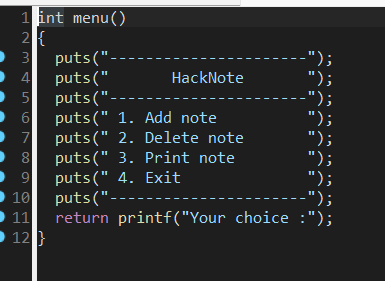 1 int menu()
2 {
3   puts("----------------------");
4   puts("       HackNote       ");
5   puts("----------------------");
6   puts(" 1. Add note          ");
7   puts(" 2. Delete note       ");
8   puts(" 3. Print note        ");
9   puts(" 4. Exit              ");
10   puts("----------------------");
11   return printf("Your choice :");
12 }